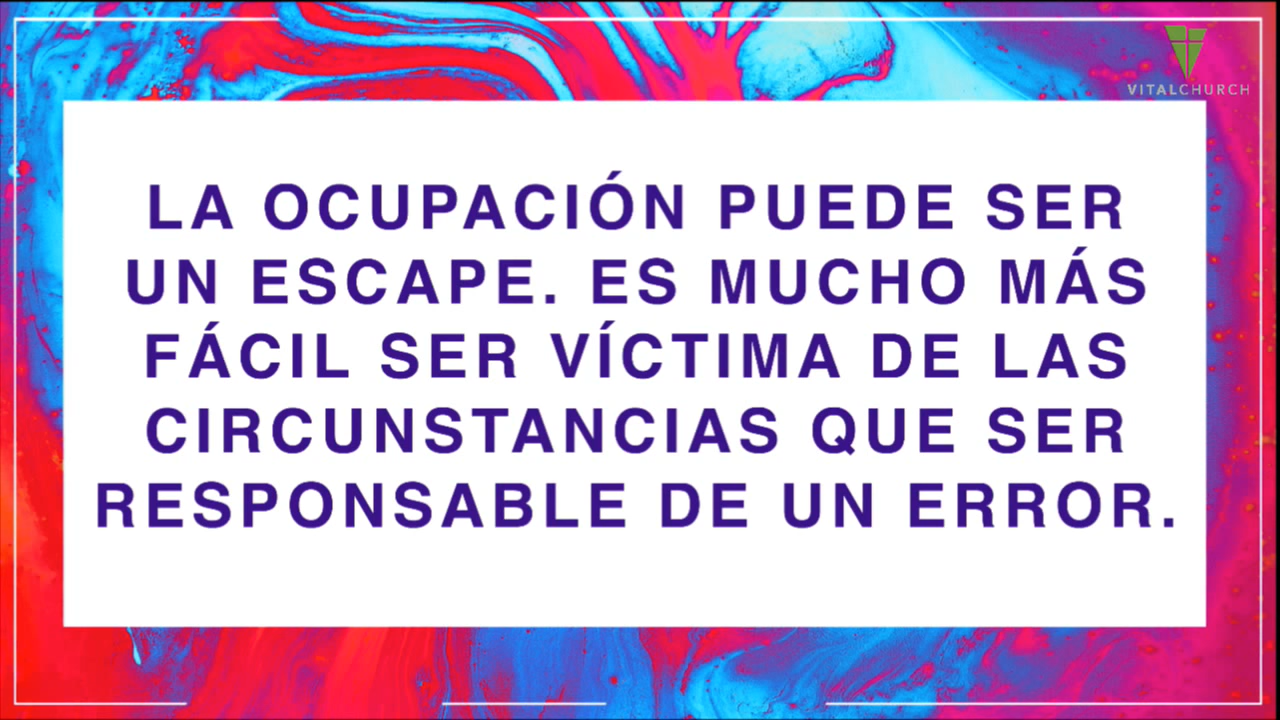 VITALCHURCH
LA OCUPACIÓN PUEDE SER
UN ESCAPE. ES MUCHO MÁS
FÁCIL SER VÍCTIMA DE LAS
CIRCUNSTANCIAS QUE SER
RESPONSABLE DE UN ERROR.